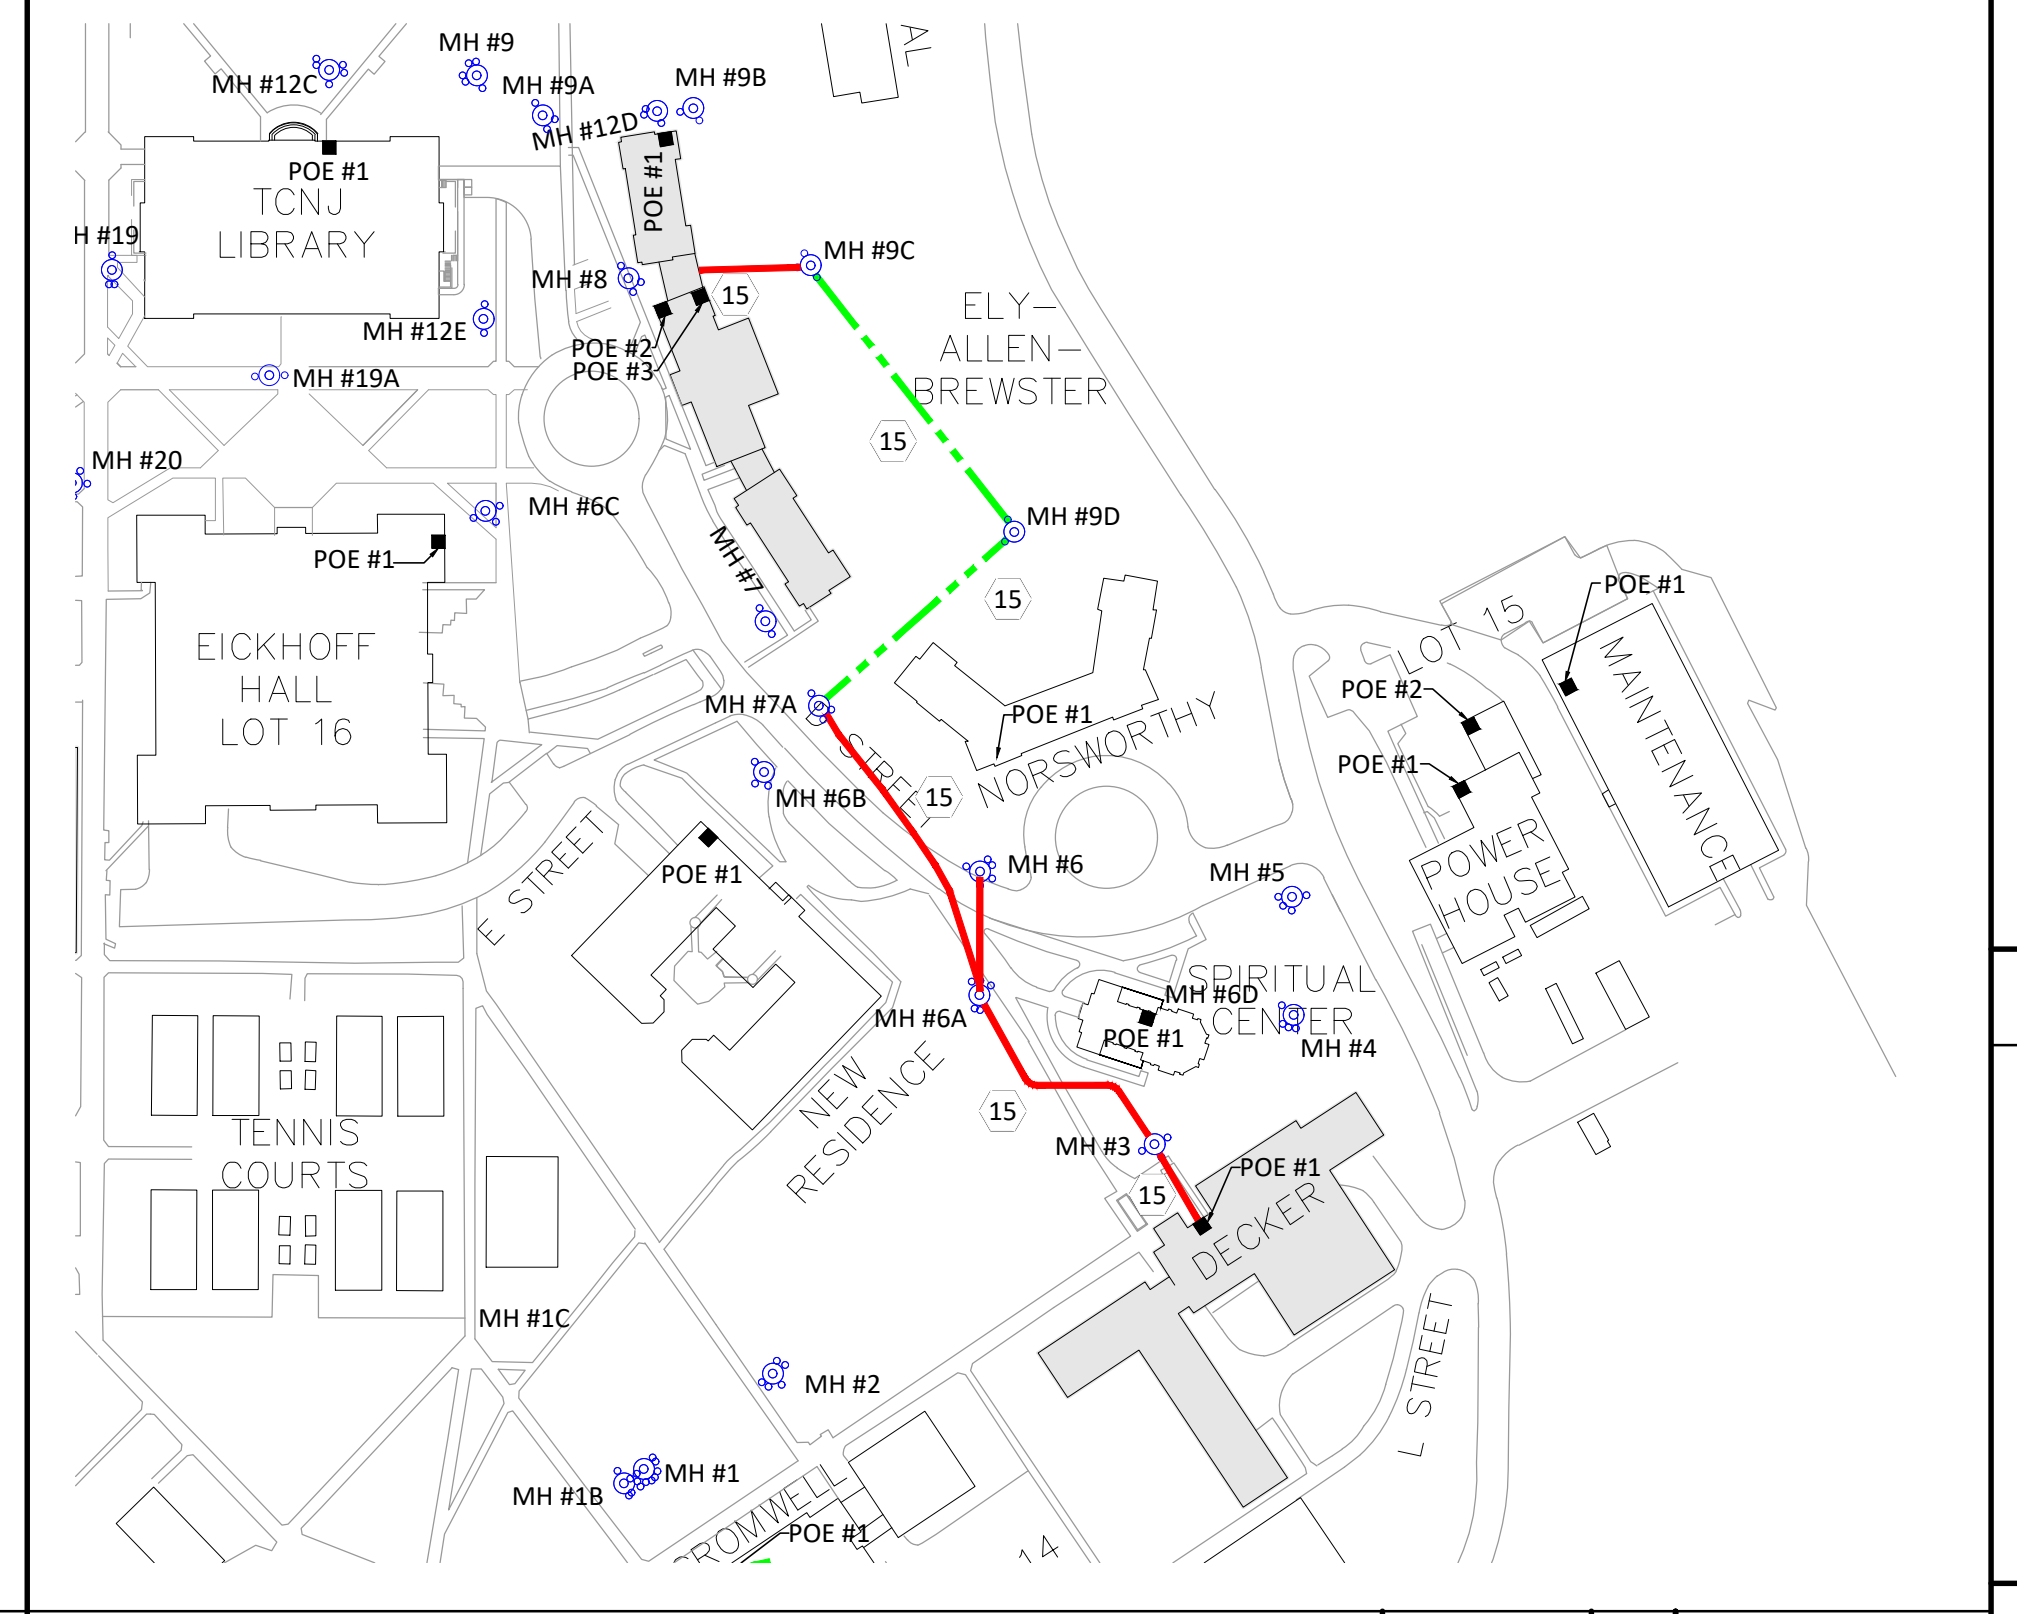 AL
MH #9
MH #12C
MH #9A
MH #9B
MH #12D
POE #1
TCNJ
LIBRARY
POE #1
H #19
MH #8
MH #9C
15
MH #12E
POE #2
POE #3
ELY-
ALLEN-
BREWSTER
MH #19A
15
MH #20
MH #6C
MH #9D
POE #1
MH #7
15
POE #1
LOT 15
EICKHOFF
HALL
LOT 16
MAINTENANCE
POE #2
MH #7A
POE #1
NORSWORTHY
STREET
POE #1
MH #6B
15
E STREET
POE #1
MH #6
MH #5
POWER
HOUSE
SPIRITUAL
CENTER
MH #6D
POE #1
MH #6A
MH #4
NEW
RESIDENCE
15
TENNIS
COURTS
MH #3
POE #1
15
DECKER
MH #1C
L STREET
MH #2
MH #1
MH #1B
CROMWELL
POE #1
14